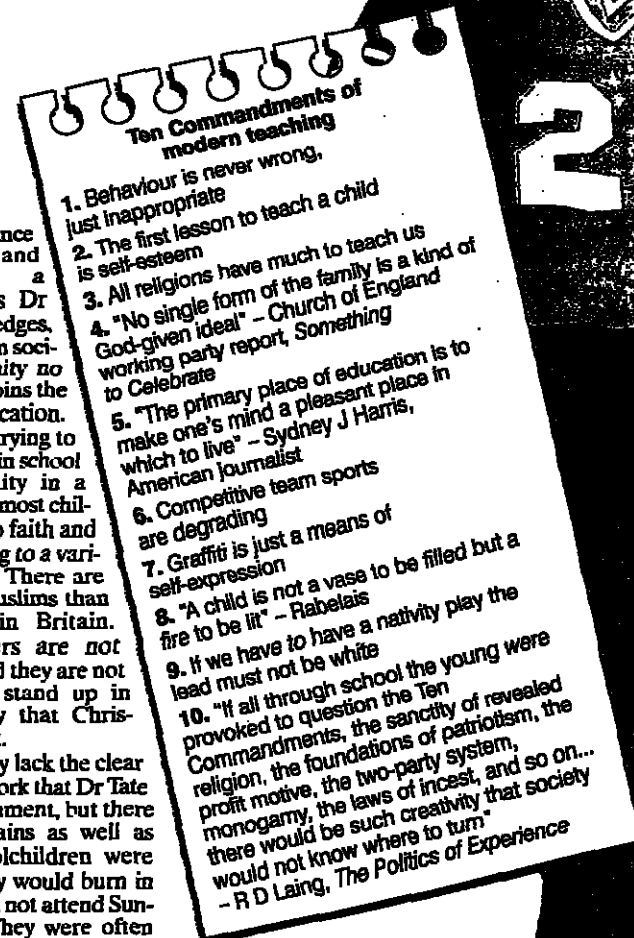 nce
and
a
s Dr
edges,
n soci-
nity no
oins the
cation.
rying to
in school
lity in a
most chil-
o faith and
g to a vari-
There are
uslims than
in Britain.
rs are not
d they are not
stand up in
y that Chris-
y lack the clear
ork that Dr Tate
nment, but there
ains as well as
olchildren were
y would burn in
not attend Sun-
hey were often
Ten Commandments of
modern teaching
1. Behaviour is never wrong,
just inappropriate
2. The first lesson to teach a child
is self-esteem
3. All religions have much to teach us
4. "No single form of the family is a kind of
God-given ideal" – Church of England
working party report, Something
to Celebrate
5. "The primary place of education is to
make one's mind a pleasant place in
which to live" – Sydney J Harris,
American journalist
6. Competitive team sports
are degrading
7. Graffiti is just a means of
self-expression
8. "A child is not a vase to be filled but a
fire to be lit" – Rabelais
9. If we have to have a nativity play the
lead must not be white
10. "If all through school the young were
provoked to question the Ten
Commandments, the sanctity of revealed
religion, the foundations of patriotism, the
profit motive, the two-party system,
monogamy, the laws of incest, and so on...
there would be such creativity that society
would not know where to turn"
– R D Laing, The Politics of Experience
2